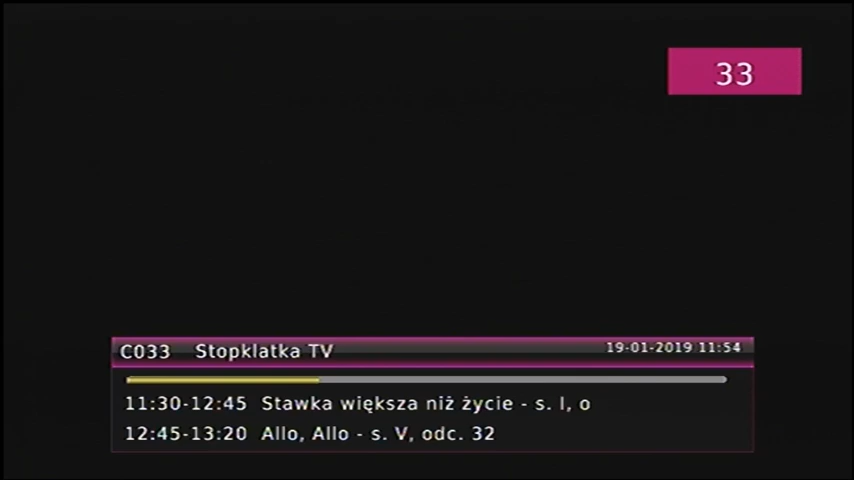 33
C033 Stopklatka TV 19-01-2019 11:54
11:30-12:45 Stawka większa niż życie - s. I, o
12:45-13:20 Allo, Allo - s. V, odc. 32